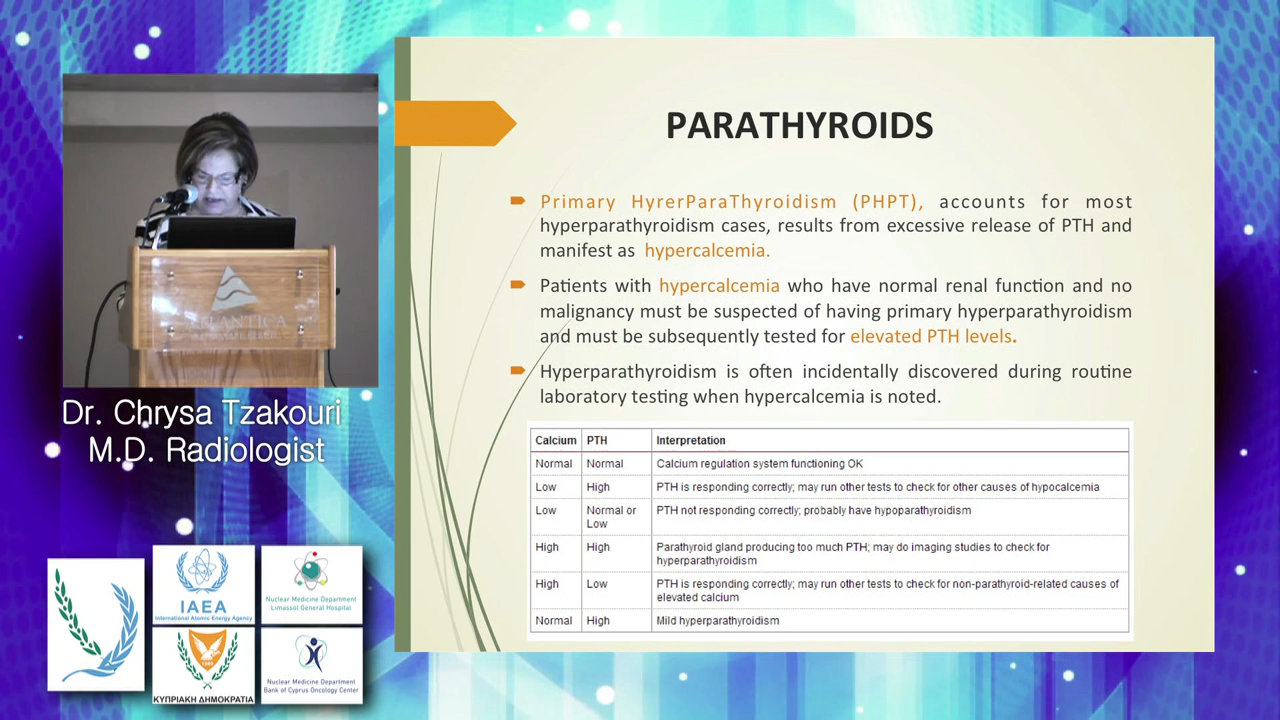 PARATHYROIDS
Primary HyrerParaThyroidism (PHPT), accounts for most
hyperparathyroidism cases, results from excessive release of PTH and
manifest as hypercalcemia.
Patients with hypercalcemia who have normal renal function and no
malignancy must be suspected of having primary hyperparathyroidism
and must be subsequently tested for elevated PTH levels.
Hyperparathyroidism is often incidentally discovered during routine
laboratory testing when hypercalcemia is noted.
Calcium PTH Interpretation
Normal Normal Calcium regulation system functioning OK
Low High PTH is responding correctly; may run other tests to check for other causes of hypocalcemia
Low Normal or PTH not responding correctly; probably have hypoparathyroidism
Low
High High Parathyroid gland producing too much PTH; may do imaging studies to check for
hyperparathyroidism
High Low PTH is responding correctly; may run other tests to check for non-parathyroid-related causes of
elevated calcium
Normal High Mild hyperparathyroidism
Dr. Chrysa Tzakouri
M.D. Radiologist
IAEA
International Atomic Energy Agency
Nuclear Medicine Department
Limassol General Hospital
1960
ΚΥΠΡΙΑΚΗ ΔΗΜΟΚΡΑΤΙΑ
Nuclear Medicine Department
Bank of Cyprus Oncology Center